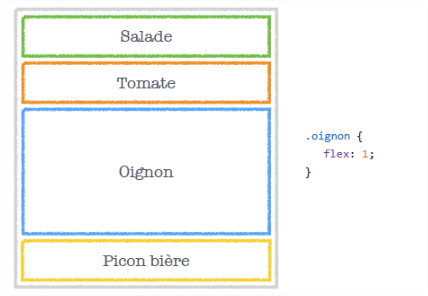 Salade
Tomate
Oignon
Picon bière
.oignon {
flex: 1;
}